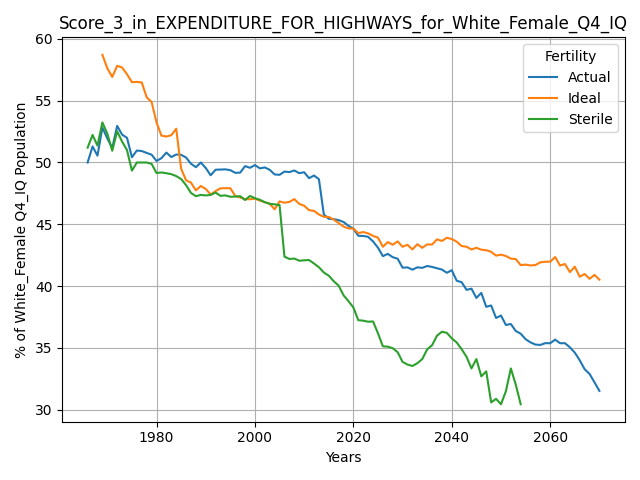 Score_3_in_EXPENDITURE_FOR_HIGHWAYS_for_White_Female_Q4_IQ
% of White_Female Q4_IQ Population
60
55
50
45
40
35
30
Fertility
Actual
Ideal
Sterile
1980
2000
2020
2040
2060
Years